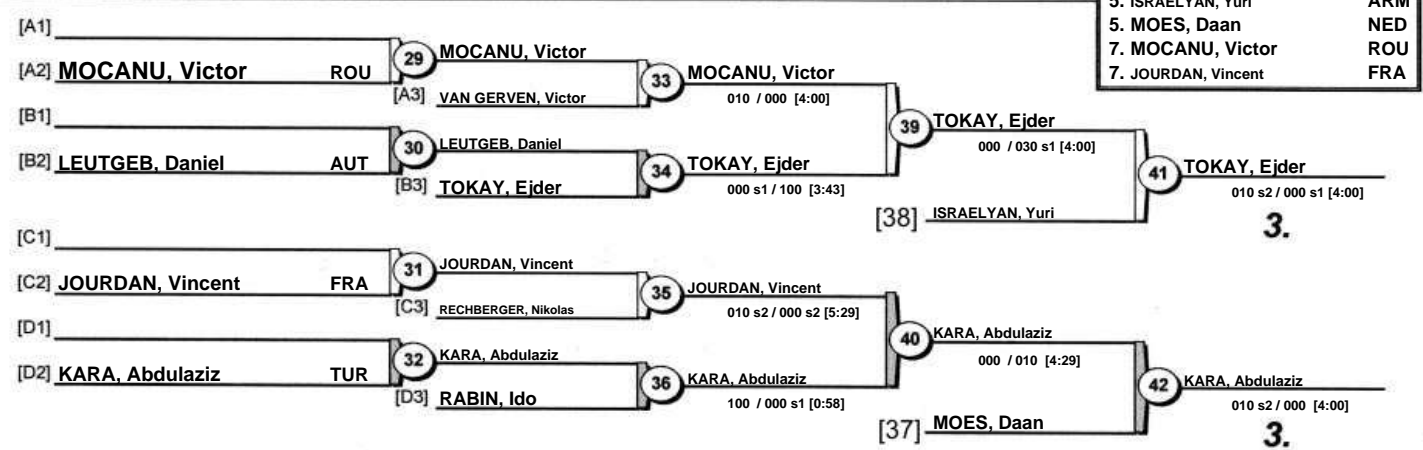 5. ISRAELYAN, Yuri ARM
5. MOES, Daan NED
7. MOCANU, Victor ROU
7. JOURDAN, Vincent FRA
[A1]
[A2] MOCANU, Victor ROU
29
MOCANU, Victor
[A3] VAN GERVEN, Victor
33
MOCANU, Victor
010 / 000 [4:00]
[B1]
[B2] LEUTGEB, Daniel AUT
30
LEUTGEB, Daniel
[B3] TOKAY, Ejder
34
TOKAY, Ejder
000 s1 / 100 [3:43]
39
TOKAY, Ejder
000 / 030 s1 [4:00]
[38] ISRAELYAN, Yuri
41
TOKAY, Ejder
010 s2 / 000 s1 [4:00]
3.
[C1]
[C2] JOURDAN, Vincent FRA
31
JOURDAN, Vincent
[C3] RECHBERGER, Nikolas
35
JOURDAN, Vincent
010 s2 / 000 s2 [5:29]
[D1]
[D2] KARA, Abdulaziz TUR
32
KARA, Abdulaziz
[D3] RABIN, Ido
36
KARA, Abdulaziz
100 / 000 s1 [0:58]
40
KARA, Abdulaziz
000 / 010 [4:29]
[37] MOES, Daan
42
KARA, Abdulaziz
010 s2 / 000 [4:00]
3.